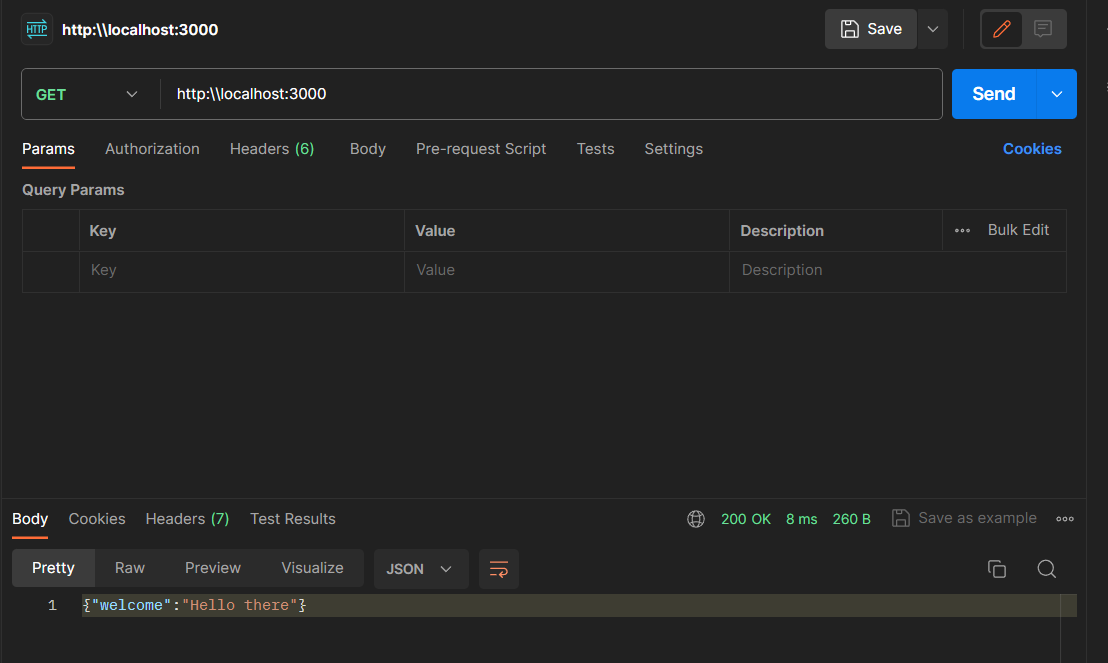 HTTP http:\\localhost:3000 Save
GET http:\\localhost:3000 Send
Params Authorization Headers (6) Body Pre-request Script Tests Settings Cookies
Query Params
Key Value Description Bulk Edit
Key Value Description
Body Cookies Headers (7) Test Results 200 OK 8 ms 260 B Save as example
Pretty Raw Preview Visualize JSON
1 {"welcome":"Hello there"}